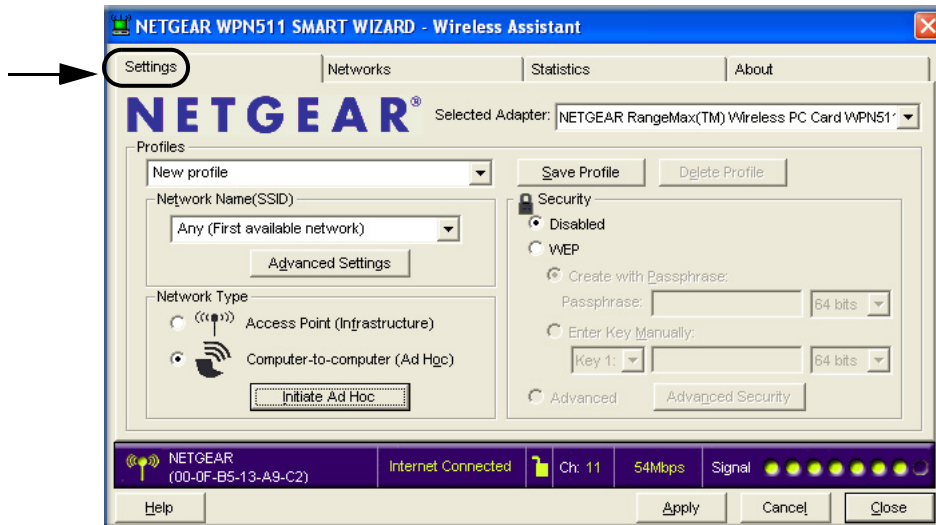 NETGEAR WPN511 SMART WIZARD - Wireless Assistant
Settings
Networks
Statistics
About
NETGEAR®
Selected Adapter: NETGEAR RangeMax(TM) Wireless PC Card WPN51
Profiles
New profile
Save Profile
Delete Profile
Network Name(SSID)
Any (First available network)
Advanced Settings
Network Type
Access Point (Infrastructure)
Computer-to-computer (Ad Hoc)
Initiate Ad Hoc
Security
Disabled
WEP
Create with Passphrase:
Passphrase: 64 bits
Enter Key Manually:
Key 1: 64 bits
Advanced
Advanced Security
NETGEAR
(00-0F-B5-13-A9-C2)
Internet Connected
Ch: 11
54Mbps
Signal
Help
Apply
Cancel
Close